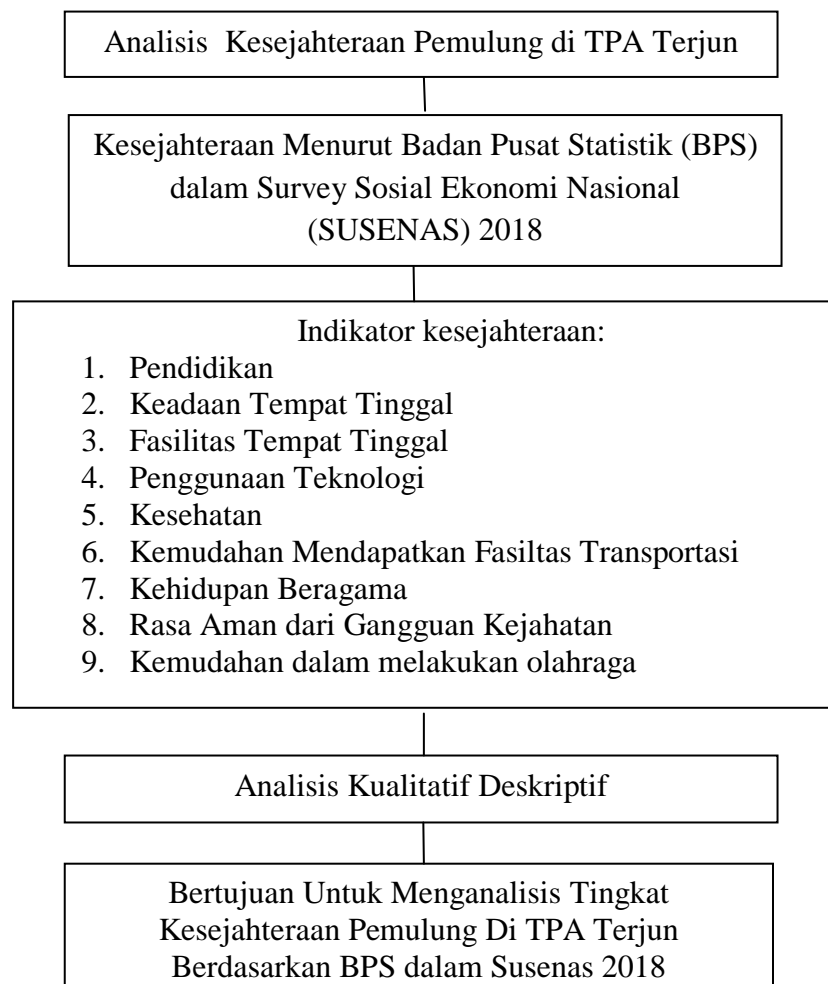 Analisis Kesejahteraan Pemulung di TPA Terjun
Kesejahteraan Menurut Badan Pusat Statistik (BPS)
dalam Survey Sosial Ekonomi Nasional
(SUSENAS) 2018
Indikator kesejahteraan:
1. Pendidikan
2. Keadaan Tempat Tinggal
3. Fasilitas Tempat Tinggal
4. Penggunaan Teknologi
5. Kesehatan
6. Kemudahan Mendapatkan Fasiltas Transportasi
7. Kehidupan Beragama
8. Rasa Aman dari Gangguan Kejahatan
9. Kemudahan dalam melakukan olahraga
Analisis Kualitatif Deskriptif
Bertujuan Untuk Menganalisis Tingkat
Kesejahteraan Pemulung Di TPA Terjun
Berdasarkan BPS dalam Susenas 2018